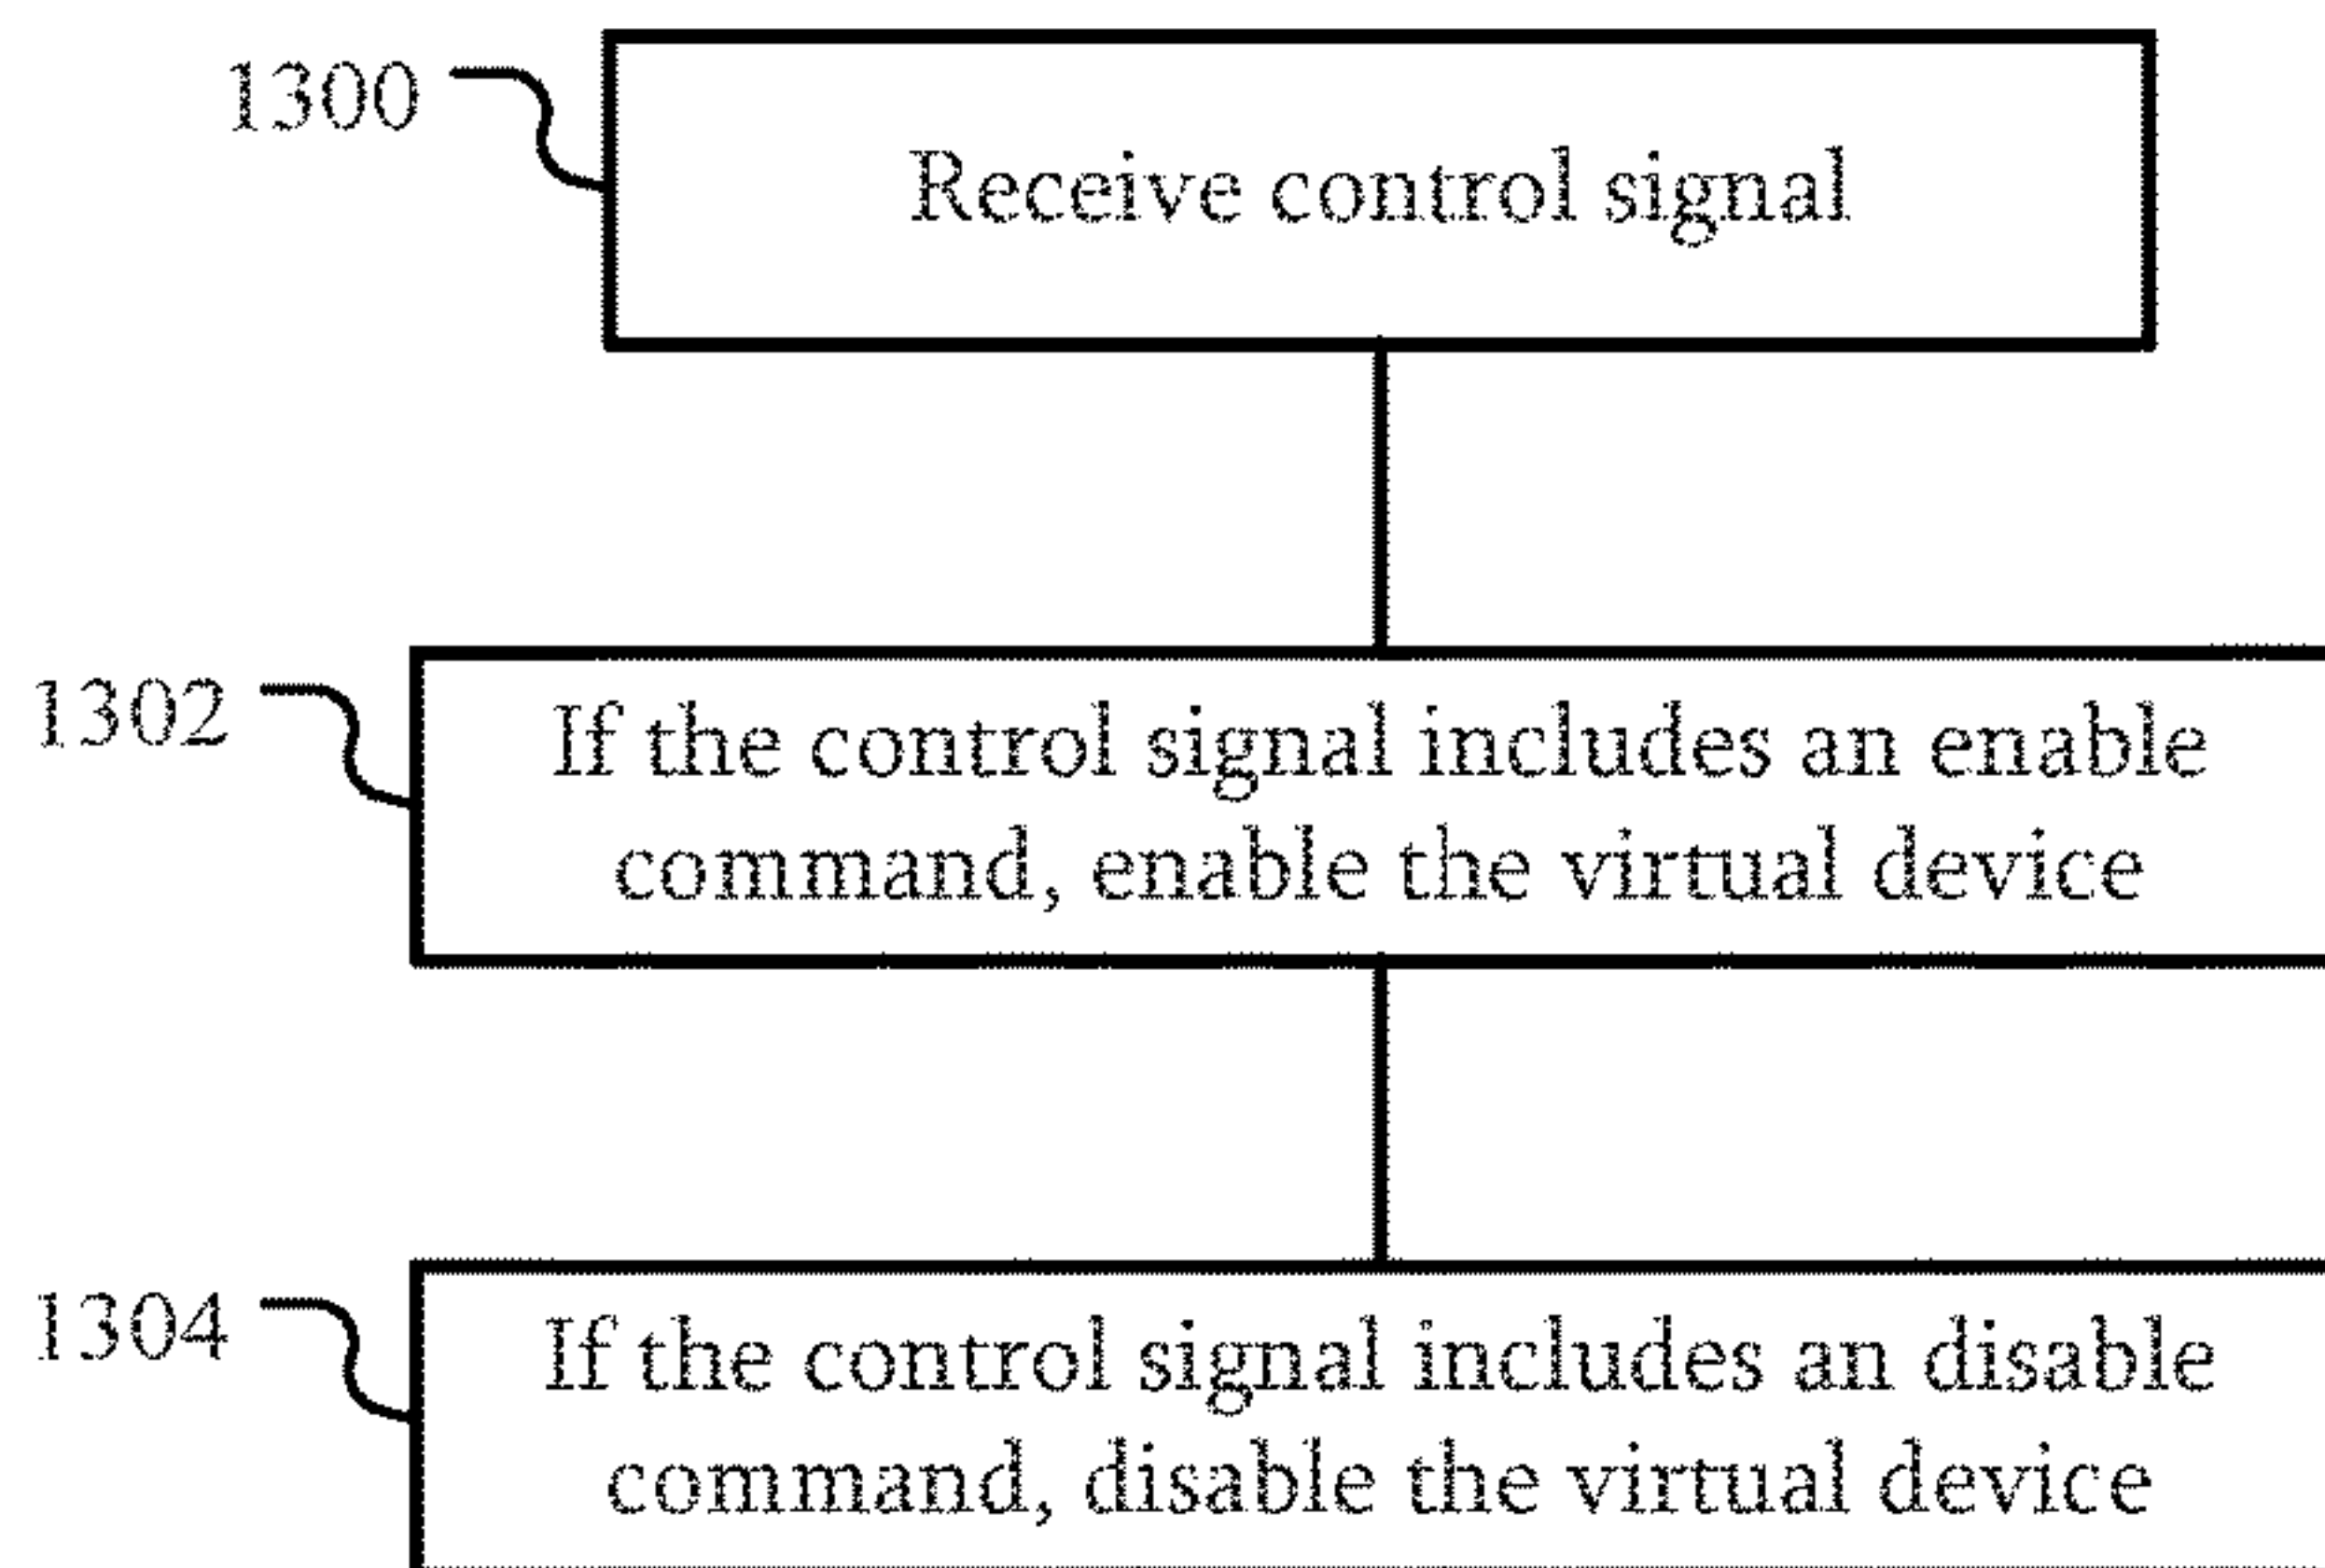 1300
Receive control signal
1302
If the control signal includes an enable
command, enable the virtual device
1304
If the control signal includes an disable
command, disable the virtual device